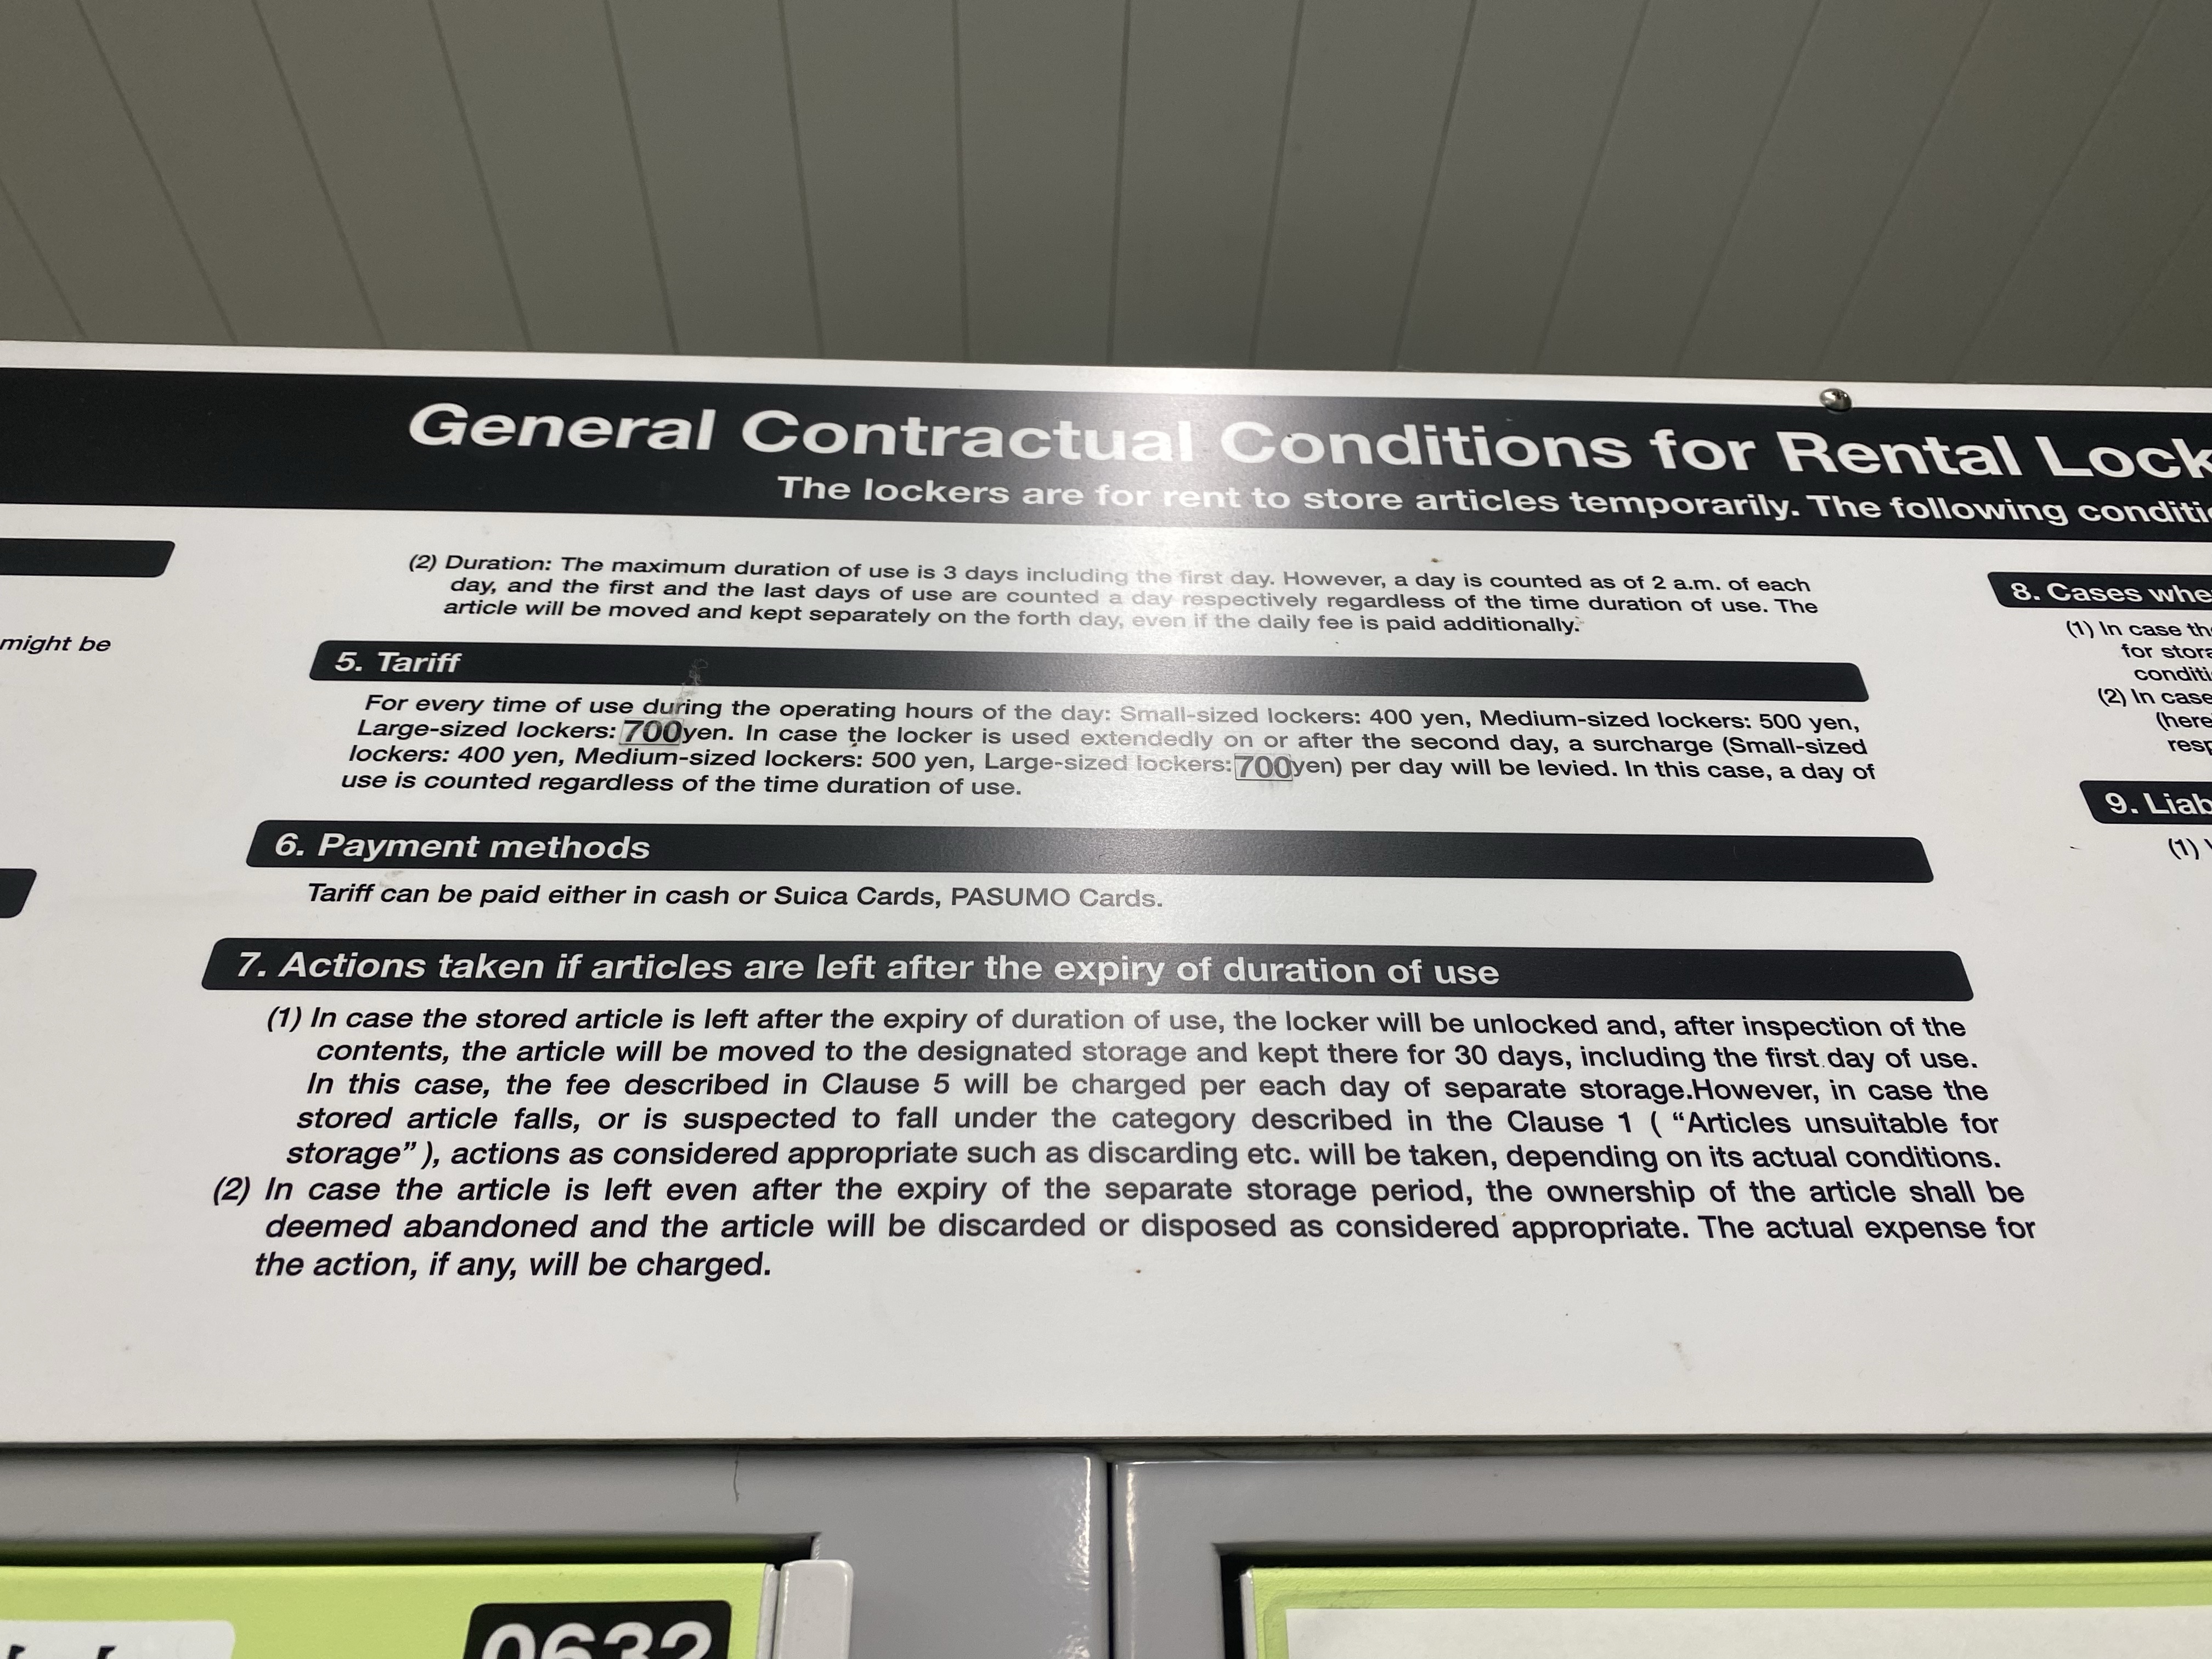 General Contractual Conditions for Rental Lock
The lockers are for rent to store articles temporarily. The following conditi
might be
(2) Duration: The maximum duration of use is 3 days including the first day. However, a day is counted as of 2 a.m. of each
day, and the first and the last days of use are counted a day respectively regardless of the time duration of use. The
article will be moved and kept separately on the forth day, even if the daily fee is paid additionally.
5. Tariff
For every time of use during the operating hours of the day: Small-sized lockers: 400 yen, Medium-sized lockers: 500 yen,
Large-sized lockers: 700yen. In case the locker is used extendedly on or after the second day, a surcharge (Small-sized
lockers: 400 yen, Medium-sized lockers: 500 yen, Large-sized lockers: 700yen) per day will be levied. In this case, a day of
use is counted regardless of the time duration of use.
6. Payment methods
Tariff can be paid either in cash or Suica Cards, PASUMO Cards.
7. Actions taken if articles are left after the expiry of duration of use
(1) In case the stored article is left after the expiry of duration of use, the locker will be unlocked and, after inspection of the
contents, the article will be moved to the designated storage and kept there for 30 days, including the first day of use.
In this case, the fee described in Clause 5 will be charged per each day of separate storage.However, in case the
stored article falls, or is suspected to fall under the category described in the Clause 1 ( “Articles unsuitable for
storage” ), actions as considered appropriate such as discarding etc. will be taken, depending on its actual conditions.
(2) In case the article is left even after the expiry of the separate storage period, the ownership of the article shall be
deemed abandoned and the article will be discarded or disposed as considered appropriate. The actual expense for
the action, if any, will be charged.
8. Cases whe
(1) In case th
for stora
conditi
(2) In case
(here
resp
9. Liab
(1)
0632